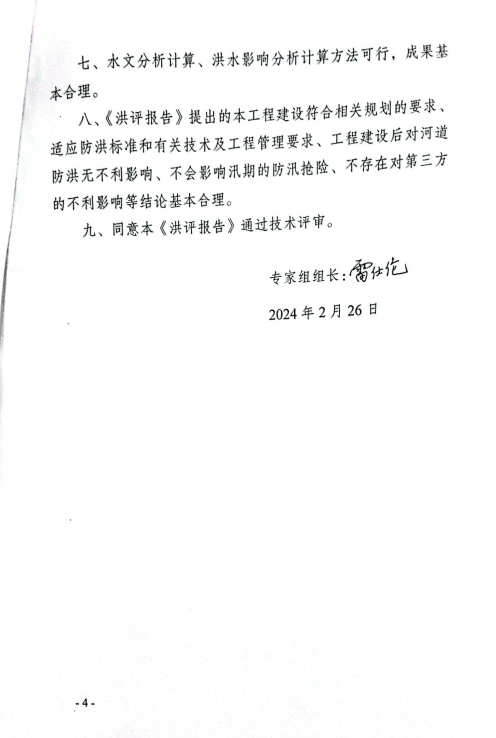 七、水文分析计算、洪水影响分析计算方法可行，成果基
本合理。
八、《洪评报告》提出的本工程建设符合相关规划的要求、
适应防洪标准和有关技术及工程管理要求、工程建设后对河道
防洪无不利影响、不会影响汛期的防汛抢险、不存在对第三方
的不利影响等结论基本合理。
九、同意本《洪评报告》通过技术评审。
专家组组长：雷仕伦
2024 年 2 月 26 日
- 4 -